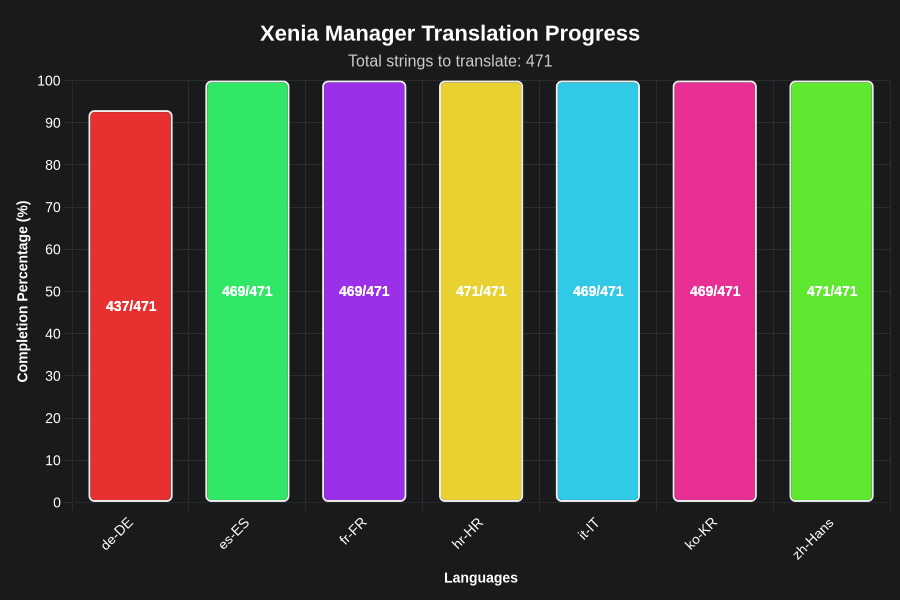 Xenia Manager Translation Progress
Total strings to translate: 471
Completion Percentage (%)
100
90
80
70
60
50
40
30
20
10
0
437/471
469/471
469/471
471/471
469/471
469/471
471/471
de-DE
es-ES
fr-FR
hr-HR
it-IT
ko-KR
zh-Hans
Languages